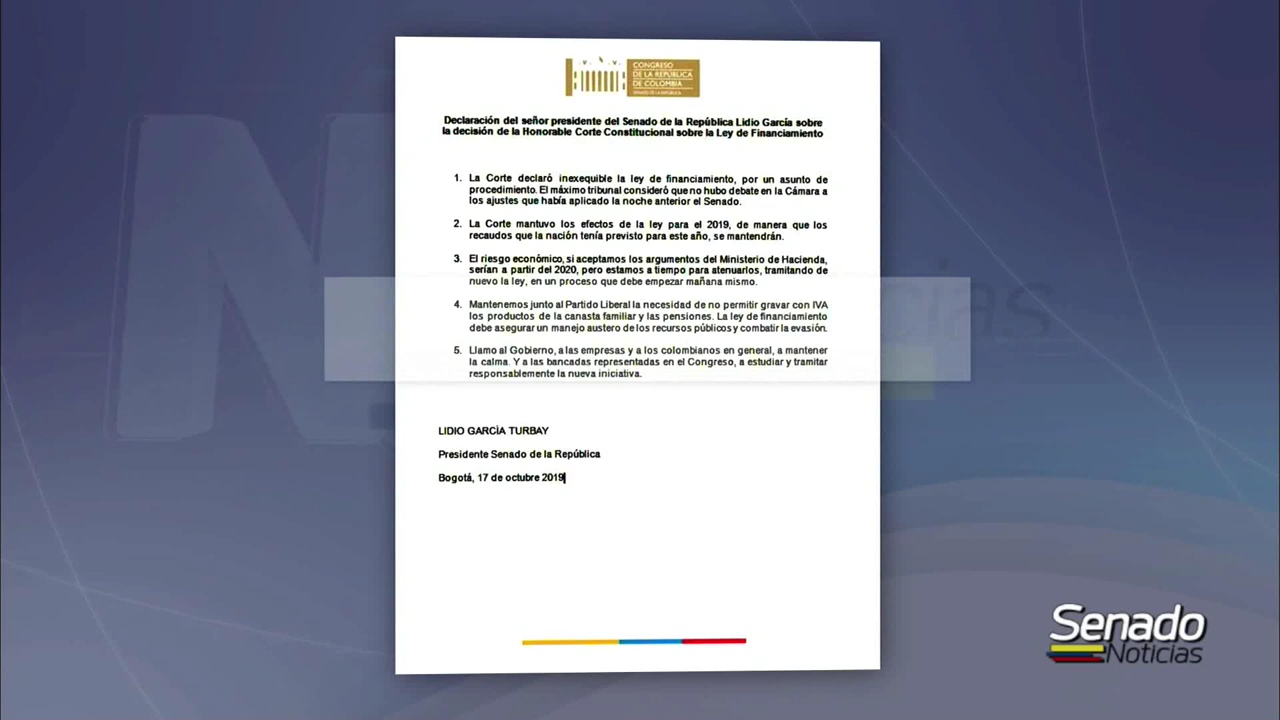 CONGRESO
DE LA REPÚBLICA
DE COLOMBIA
SENADO DE LA REPÚBLICA
Declaración del señor presidente del Senado de la República Lidio García sobre
la decisión de la Honorable Corte Constitucional sobre la Ley de Financiamiento
1. La Corte declaró inexequible la ley de financiamiento, por un asunto de
procedimiento. El máximo tribunal consideró que no hubo debate en la Cámara a
los ajustes que había aplicado la noche anterior el Senado.
2. La Corte mantuvo los efectos de la ley para el 2019, de manera que los
recaudos que la nación tenía previsto para este año, se mantendrán.
3. El riesgo económico, si aceptamos los argumentos del Ministerio de Hacienda,
serían a partir del 2020, pero estamos a tiempo para atenuarlos, tramitando de
nuevo la ley, en un proceso que debe empezar mañana mismo.
4. Mantenemos junto al Partido Liberal la necesidad de no permitir gravar con IVA
los productos de la canasta familiar y las pensiones. La ley de financiamiento
debe asegurar un manejo austero de los recursos públicos y combatir la evasión.
5. Llamo al Gobierno, a las empresas y a los colombianos en general, a mantener
la calma. Y a las bancadas representadas en el Congreso, a estudiar y tramitar
responsablemente la nueva iniciativa.
LIDIO GARCÍA TURBAY
Presidente Senado de la República
Bogotá, 17 de octubre 2019
Senado
Noticias